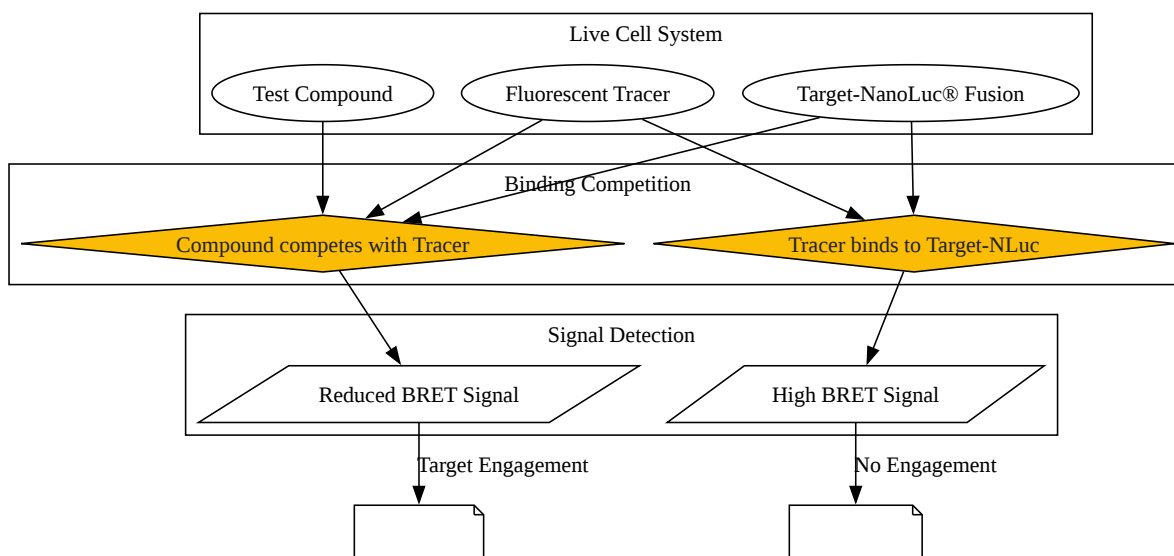 Live Cell System
Test Compound
Fluorescent Tracer
Target-NanoLuc® Fusion
Binding Competition
Compound competes with Tracer
Tracer binds to Target-NLuc
Signal Detection
Reduced BRET Signal
High BRET Signal
Target Engagement
No Engagement